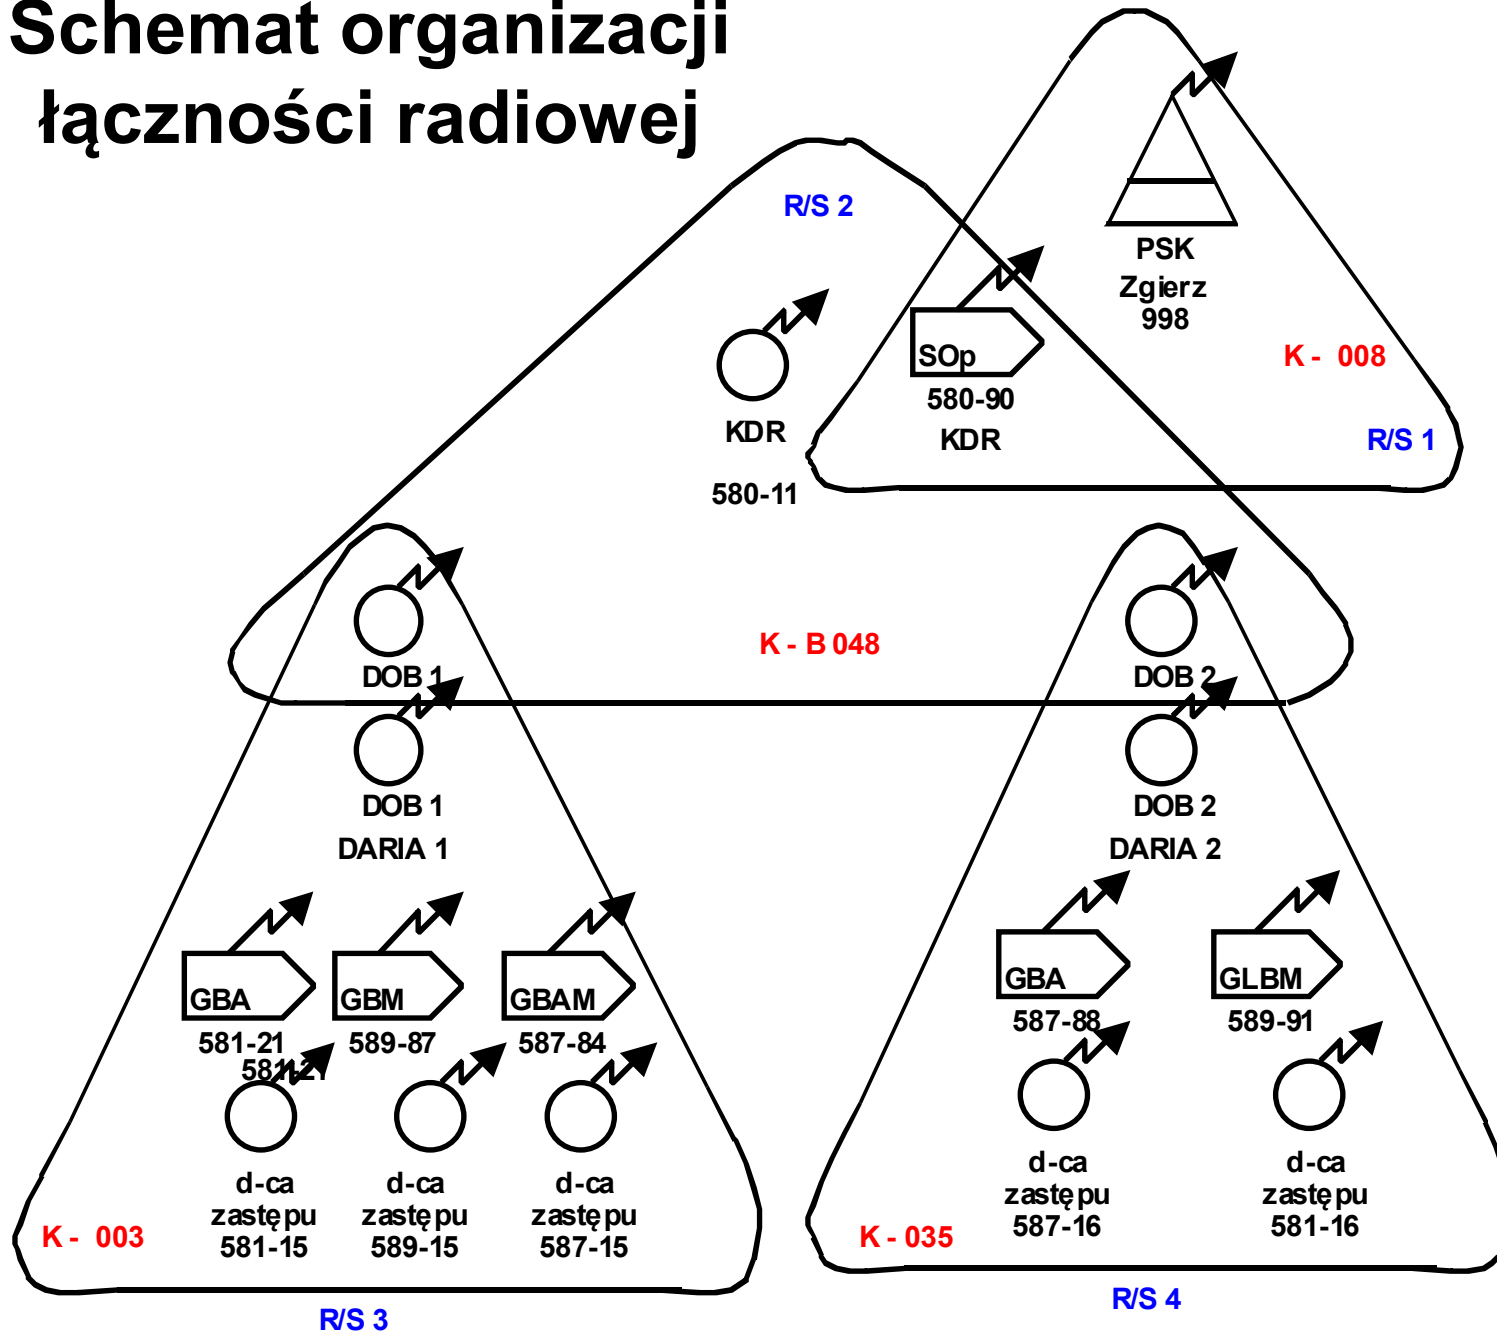 Schemat organizacji
łączności radiowej
R/S 2
PSK
Zgierz
998
K - 008
R/S 1
SOp
580-90
KDR
KDR
580-11
DOB 1
K - B 048
DOB 2
DOB 1
DARIA 1
DOB 2
DARIA 2
GBA
581-21
581-21
GBM
589-87
GBAM
587-84
GBA
587-88
GLBM
589-91
d-ca
zastępu
581-15
d-ca
zastępu
589-15
d-ca
zastępu
587-15
d-ca
zastępu
587-16
d-ca
zastępu
581-16
K - 003
K - 035
R/S 3
R/S 4